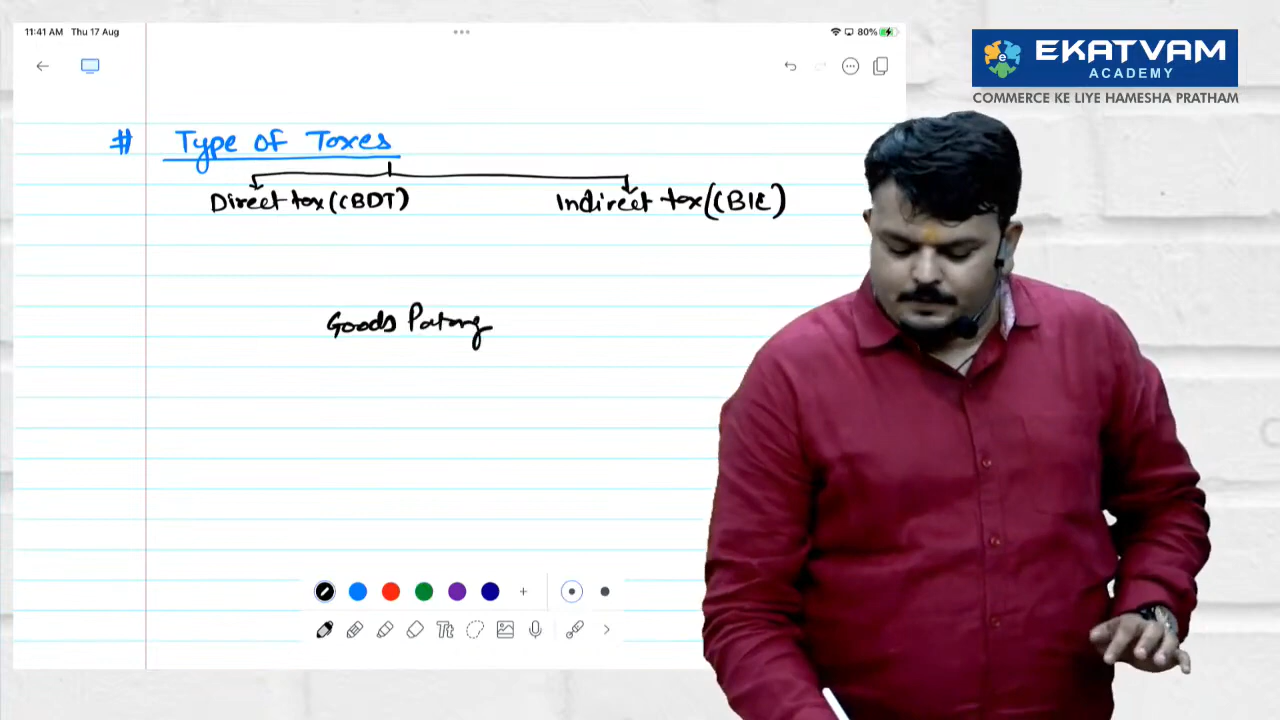 11:41 AM Thu 17 Aug
80%
EKATVAM
ACADEMY
COMMERCE KE LIYE HAMESHA PRATHAM
# Type of Taxes
Direct tax (CBDT)
Indirect tax (CBIC)
Goods
Tt